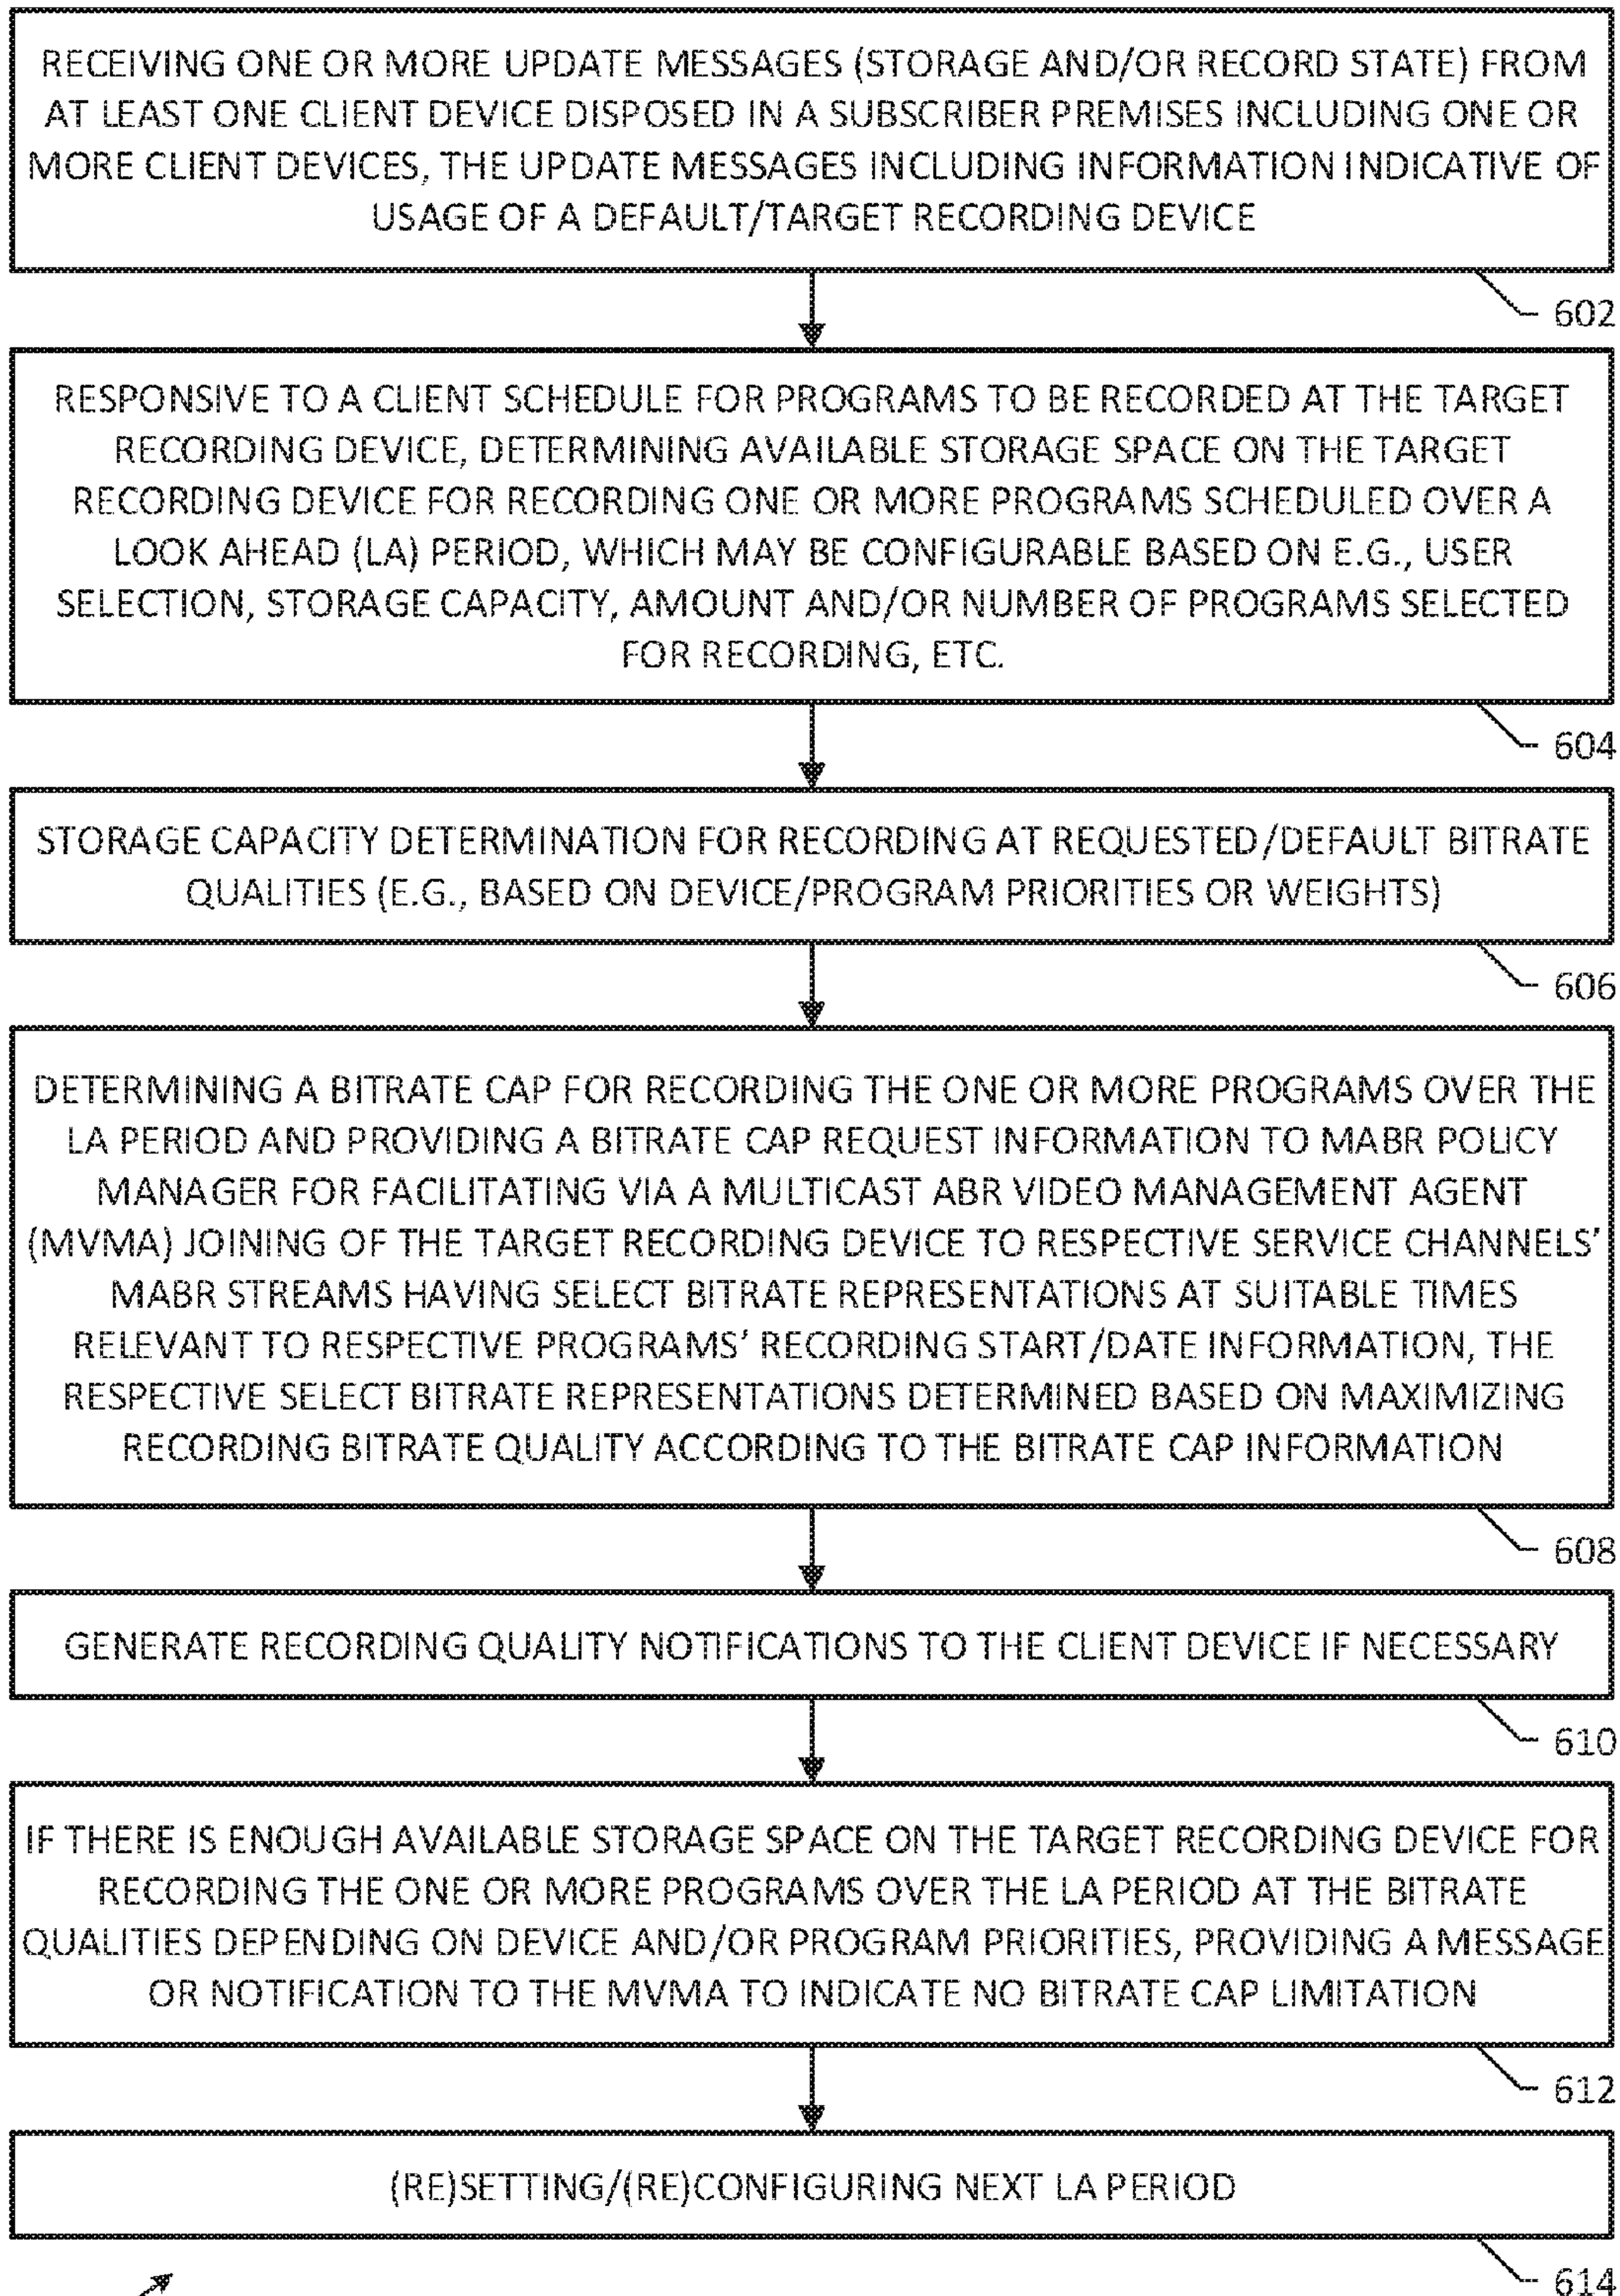 RECEIVING ONE OR MORE UPDATE MESSAGES (STORAGE AND/OR RECORD STATE) FROM
AT LEAST ONE CLIENT DEVICE DISPOSED IN A SUBSCRIBER PREMISES INCLUDING ONE OR
MORE CLIENT DEVICES, THE UPDATE MESSAGES INCLUDING INFORMATION INDICATIVE OF
USAGE OF A DEFAULT/TARGET RECORDING DEVICE
602
RESPONSIVE TO A CLIENT SCHEDULE FOR PROGRAMS TO BE RECORDED AT THE TARGET
RECORDING DEVICE, DETERMINING AVAILABLE STORAGE SPACE ON THE TARGET
RECORDING DEVICE FOR RECORDING ONE OR MORE PROGRAMS SCHEDULED OVER A
LOOK AHEAD (LA) PERIOD, WHICH MAY BE CONFIGURABLE BASED ON E.G., USER
SELECTION, STORAGE CAPACITY, AMOUNT AND/OR NUMBER OF PROGRAMS SELECTED
FOR RECORDING, ETC.
604
STORAGE CAPACITY DETERMINATION FOR RECORDING AT REQUESTED/DEFAULT BITRATE
QUALITIES (E.G., BASED ON DEVICE/PROGRAM PRIORITIES OR WEIGHTS)
606
DETERMINING A BITRATE CAP FOR RECORDING THE ONE OR MORE PROGRAMS OVER THE
LA PERIOD AND PROVIDING A BITRATE CAP REQUEST INFORMATION TO MABR POLICY
MANAGER FOR FACILITATING VIA A MULTICAST ABR VIDEO MANAGEMENT AGENT
(MVMA) JOINING OF THE TARGET RECORDING DEVICE TO RESPECTIVE SERVICE CHANNELS'
MABR STREAMS HAVING SELECT BITRATE REPRESENTATIONS AT SUITABLE TIMES
RELEVANT TO RESPECTIVE PROGRAMS' RECORDING START/DATE INFORMATION, THE
RESPECTIVE SELECT BITRATE REPRESENTATIONS DETERMINED BASED ON MAXIMIZING
RECORDING BITRATE QUALITY ACCORDING TO THE BITRATE CAP INFORMATION
608
GENERATE RECORDING QUALITY NOTIFICATIONS TO THE CLIENT DEVICE IF NECESSARY
610
IF THERE IS ENOUGH AVAILABLE STORAGE SPACE ON THE TARGET RECORDING DEVICE FOR
RECORDING THE ONE OR MORE PROGRAMS OVER THE LA PERIOD AT THE BITRATE
QUALITIES DEPENDING ON DEVICE AND/OR PROGRAM PRIORITIES, PROVIDING A MESSAGE
OR NOTIFICATION TO THE MVMA TO INDICATE NO BITRATE CAP LIMITATION
612
(RE)SETTING/(RE)CONFIGURING NEXT LA PERIOD
614